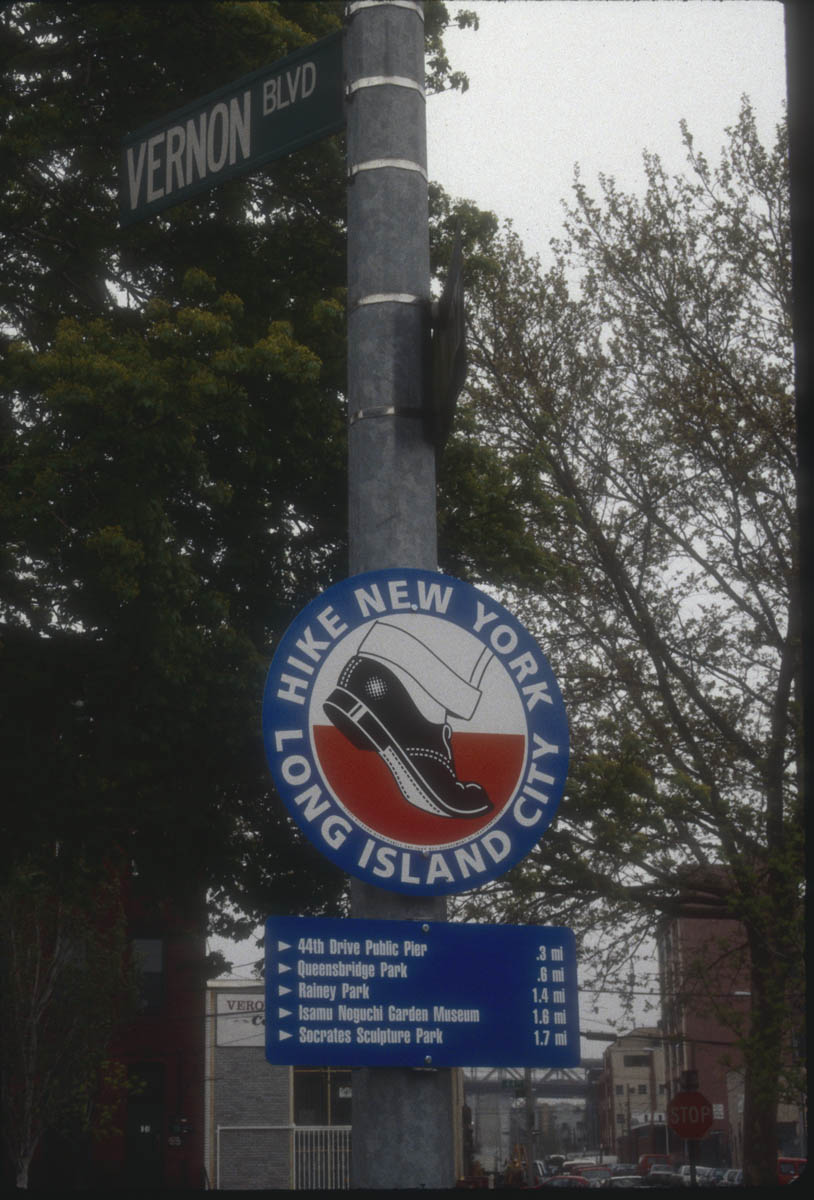 VERNON BLVD
HIKE NEW YORK
LONG ISLAND CITY
44th Drive Public Pier .3 mi
Queensbridge Park .6 mi
Rainey Park 1.4 mi
Isamu Noguchi Garden Museum 1.6 mi
Socrates Sculpture Park 1.7 mi
STOP